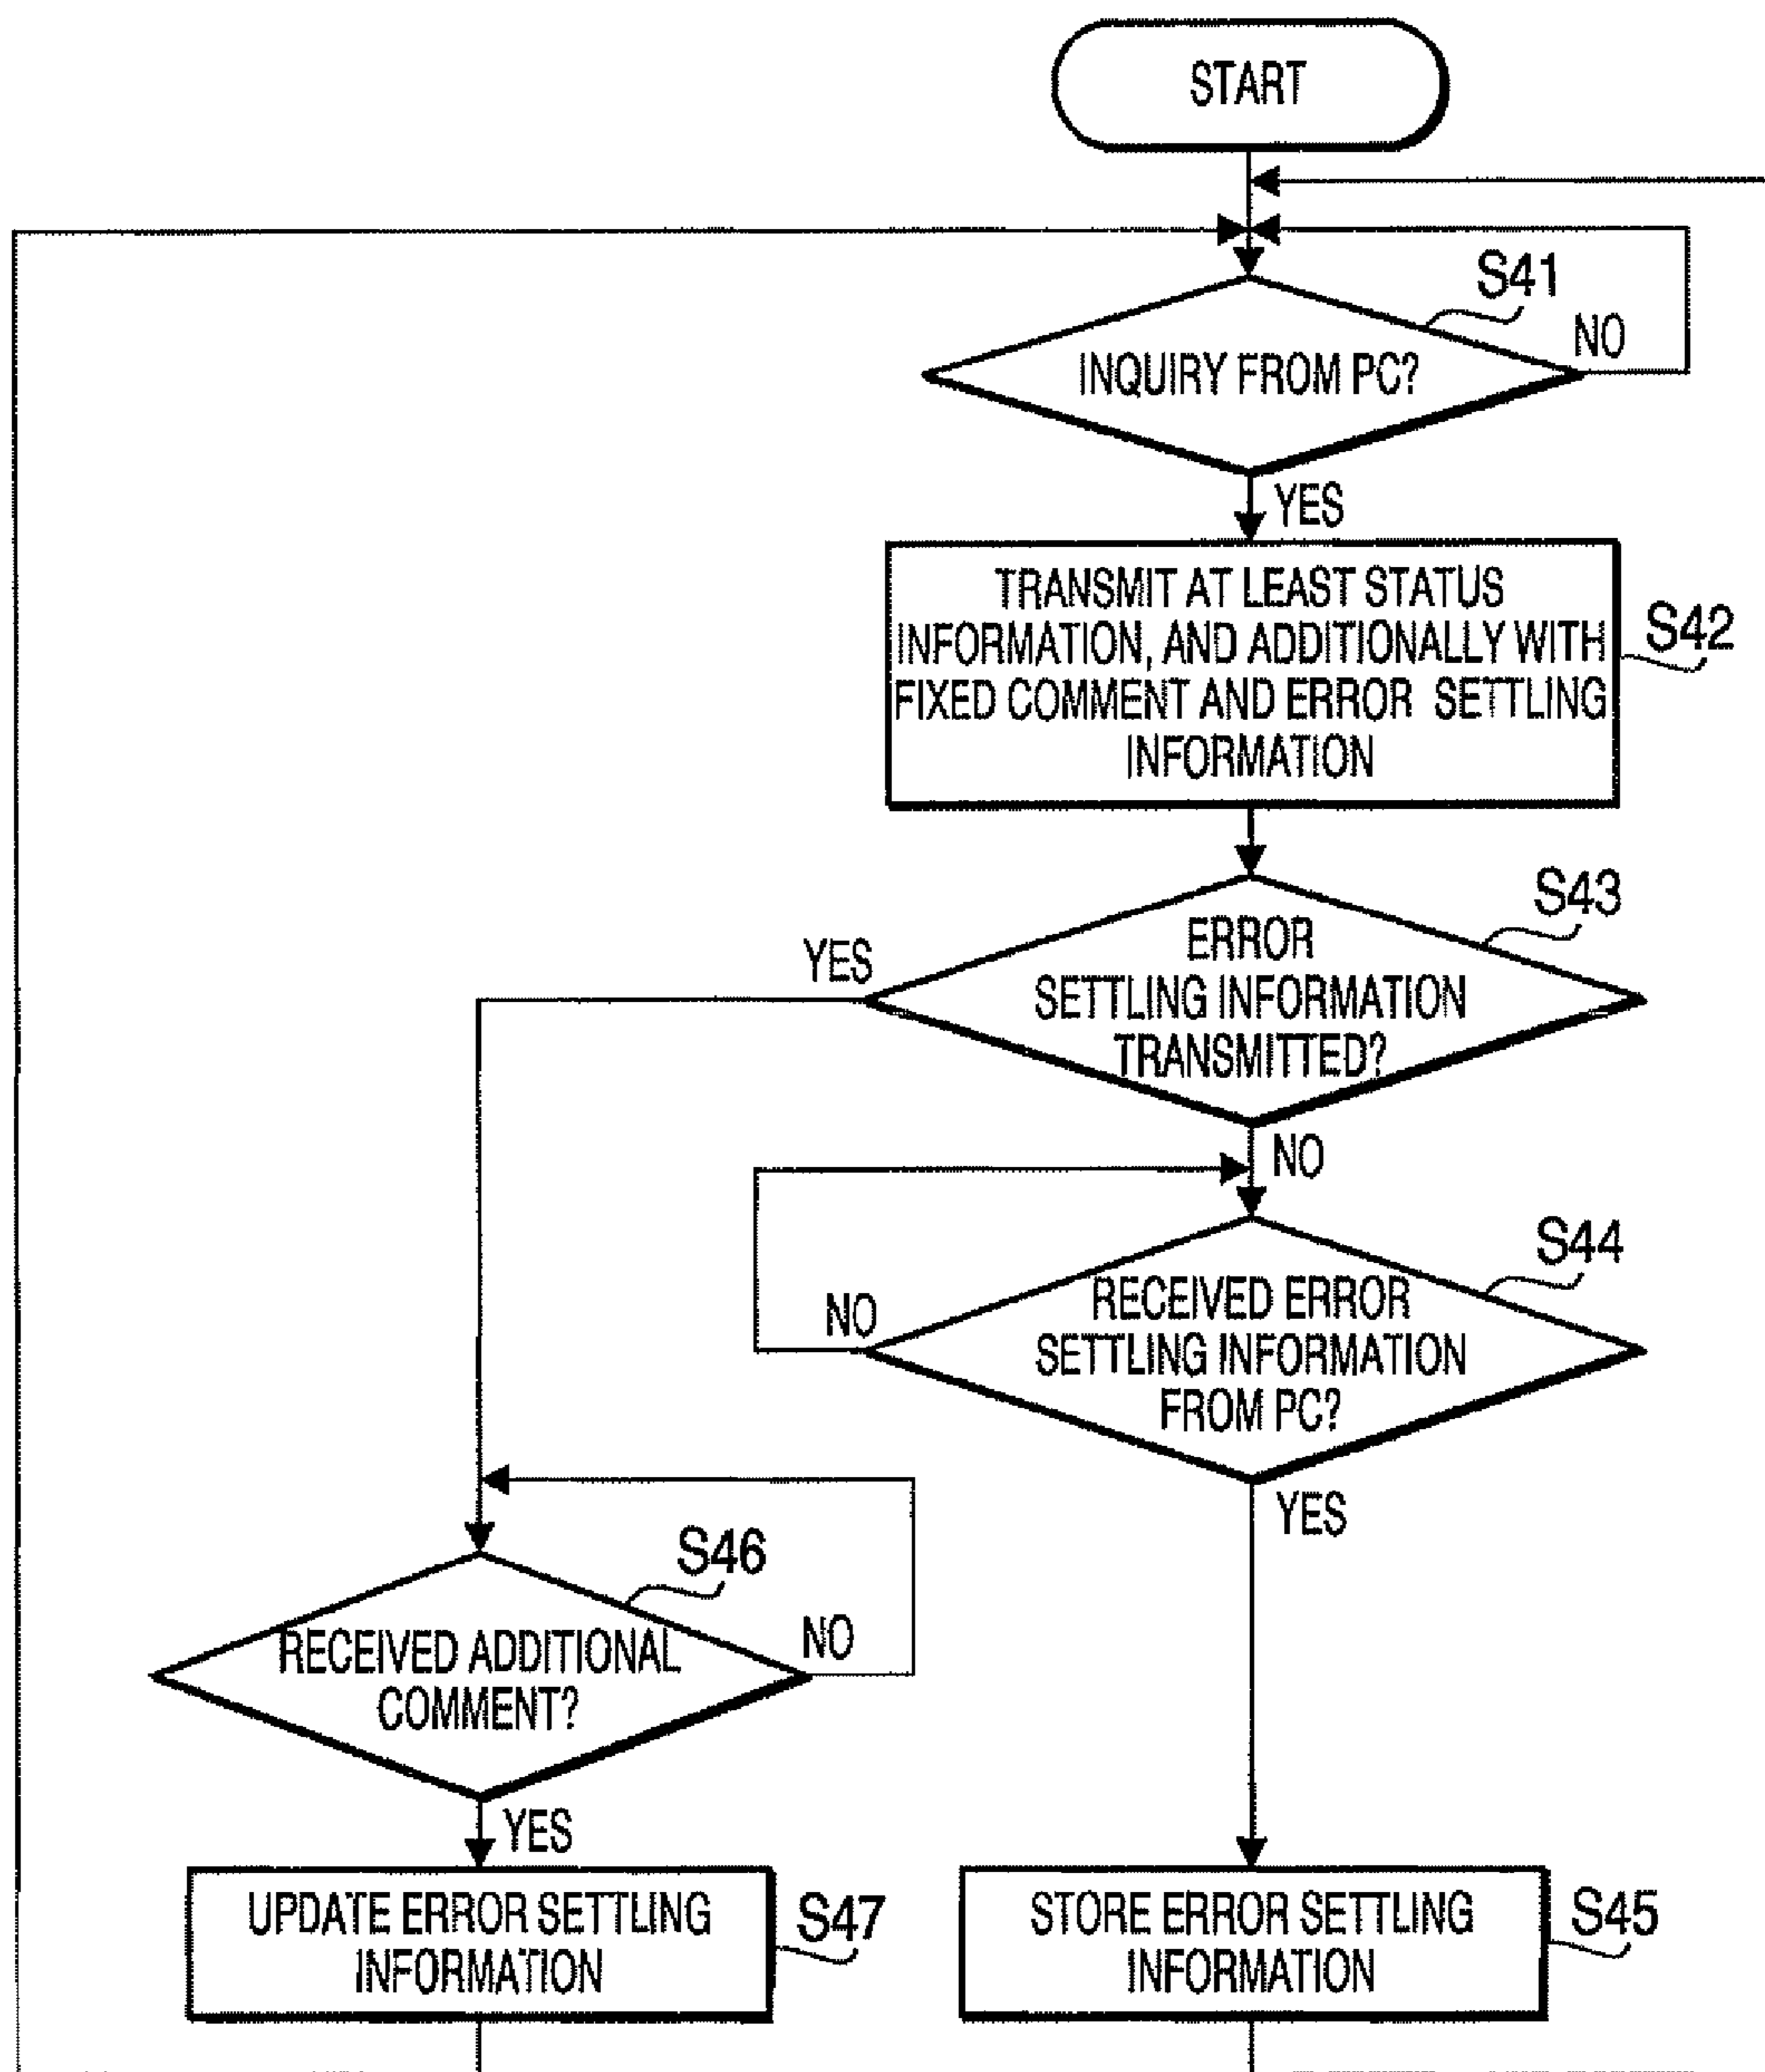 START
S41
INQUIRY FROM PC?
NO
YES
TRANSMIT AT LEAST STATUS
INFORMATION, AND ADDITIONALLY WITH
FIXED COMMENT AND ERROR SETTLING
INFORMATION
S42
S43
ERROR
SETTLING INFORMATION
TRANSMITTED?
YES
NO
S44
RECEIVED ERROR
SETTLING INFORMATION
FROM PC?
NO
YES
S46
RECEIVED ADDITIONAL
COMMENT?
NO
YES
UPDATE ERROR SETTLING
INFORMATION
S47
STORE ERROR SETTLING
INFORMATION
S45